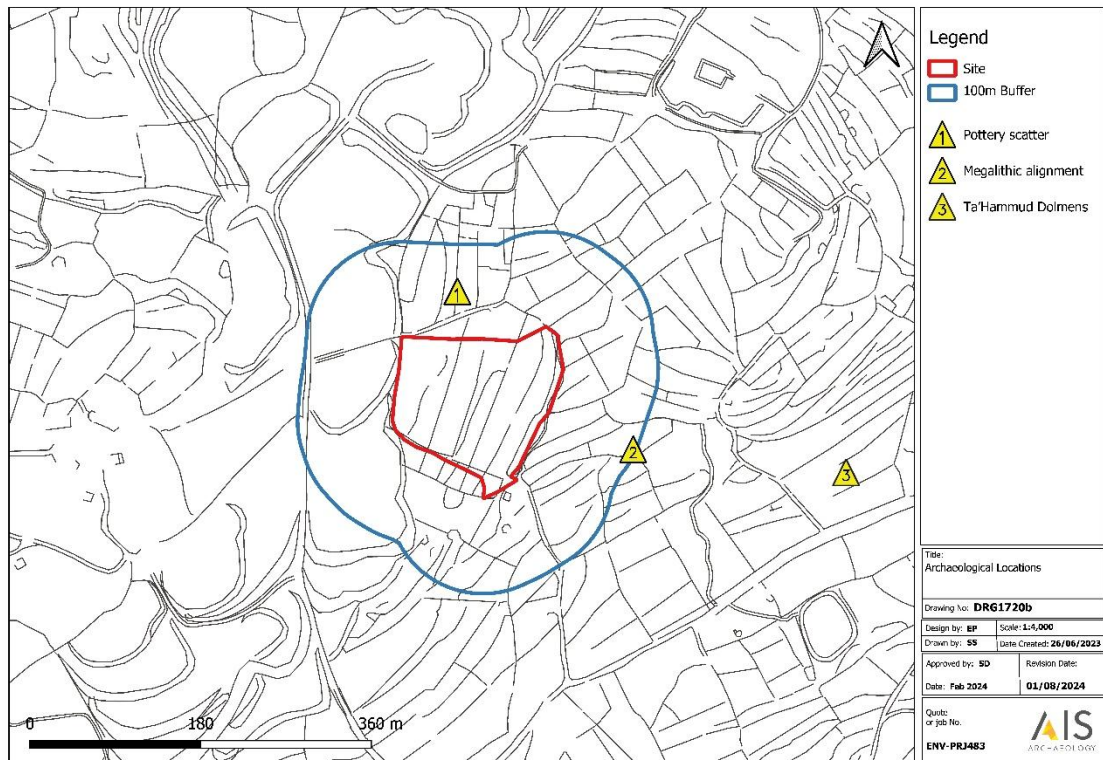 Legend
Site
100m Buffer
1 Pottery scatter
2 Megalithic alignment
3 Ta'Hammud Dolmens
1
2
3
0 180 360 m
Title:
Archaeological Locations
Drawing No: DRG1720b
Design by: EP Scale: 1:4,000
Drawn by: SS Date Created: 26/06/2023
Approved by: SD Revision Date:
Date: Feb 2024 01/08/2024
Quote
or job No.
ENV-PRJ483
AIS
ARCHAEOLOGY